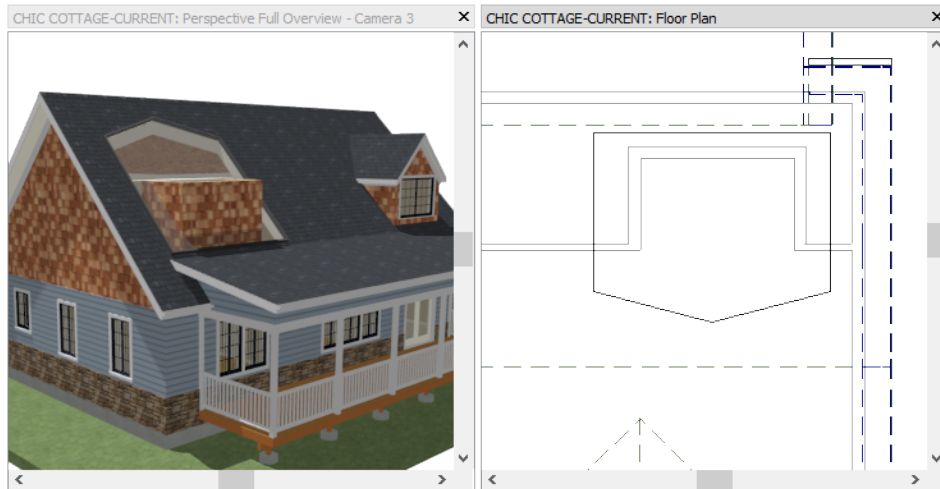 CHIC COTTAGE-CURRENT: Perspective Full Overview - Camera 3
CHIC COTTAGE-CURRENT: Floor Plan